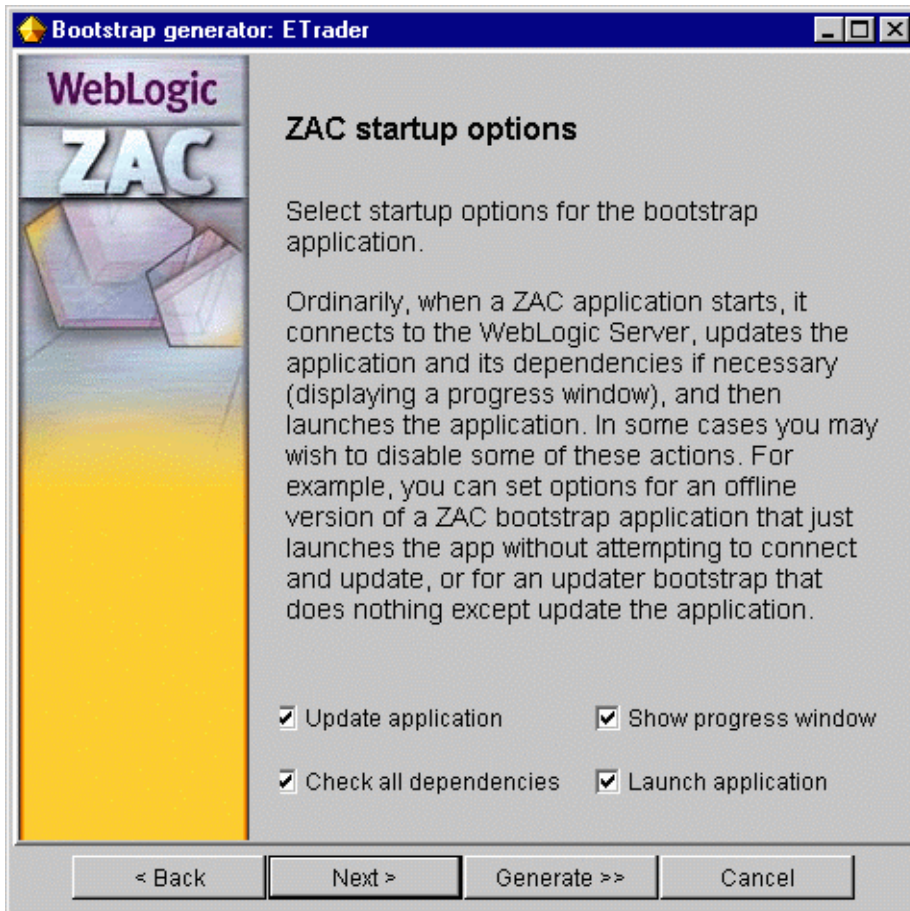 Bootstrap generator: ETrader
WebLogic
ZAC
ZAC startup options
Select startup options for the bootstrap
application.
Ordinarily, when a ZAC application starts, it
connects to the WebLogic Server, updates the
application and its dependencies if necessary
(displaying a progress window), and then
launches the application. In some cases you may
wish to disable some of these actions. For
example, you can set options for an offline
version of a ZAC bootstrap application that just
launches the app without attempting to connect
and update, or for an updater bootstrap that
does nothing except update the application.
Update application
Show progress window
Check all dependencies
Launch application
< Back
Next >
Generate >>
Cancel